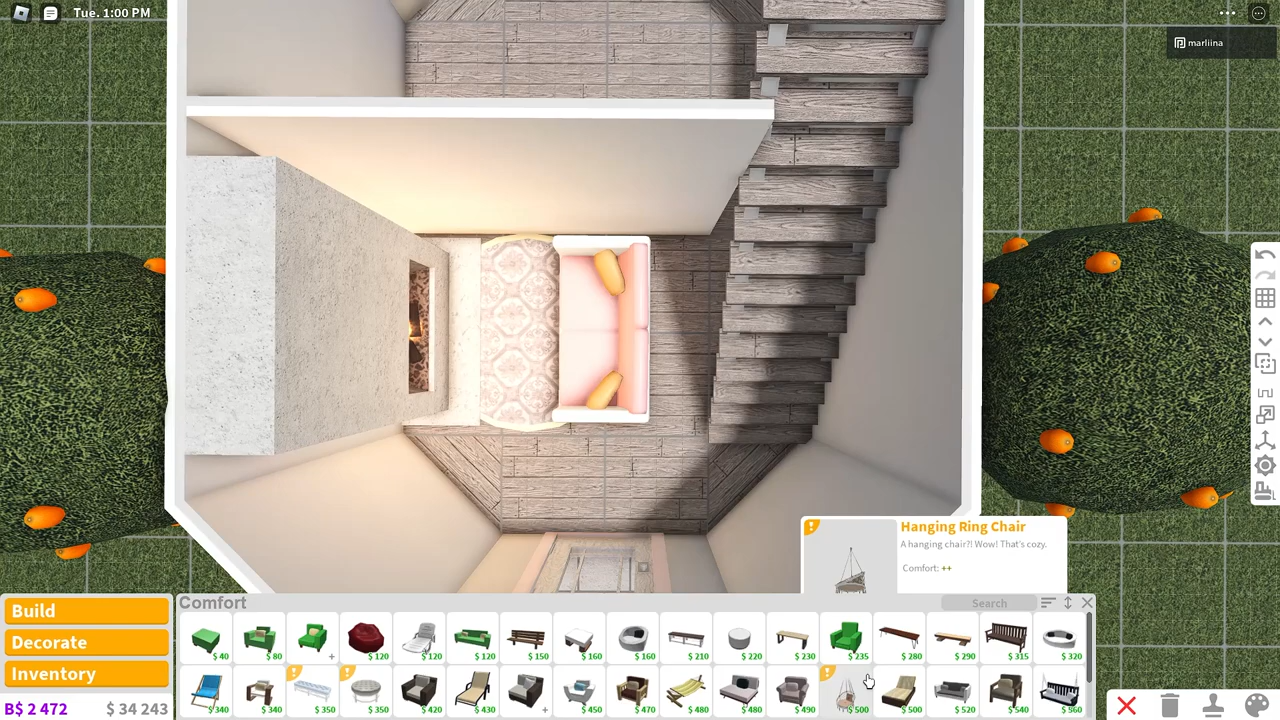 Tue. 1:00 PM
marliina
Hanging Ring Chair
A hanging chair?! Wow! That's cozy.
Comfort: ++
Comfort
Search
Build
Decorate
Inventory
$ 40 $ 80 + $ 120 $ 120 $ 120 $ 150 $ 160 $ 160 $ 210 $ 220 $ 230 $ 235 $ 280 $ 290 $ 315 $ 320
$ 340 $ 340 $ 350 $ 350 $ 420 $ 430 + $ 450 $ 470 $ 480 $ 480 $ 490 $ 500 $ 500 $ 520 $ 540 $ 560
B$ 2 472 $ 34 243